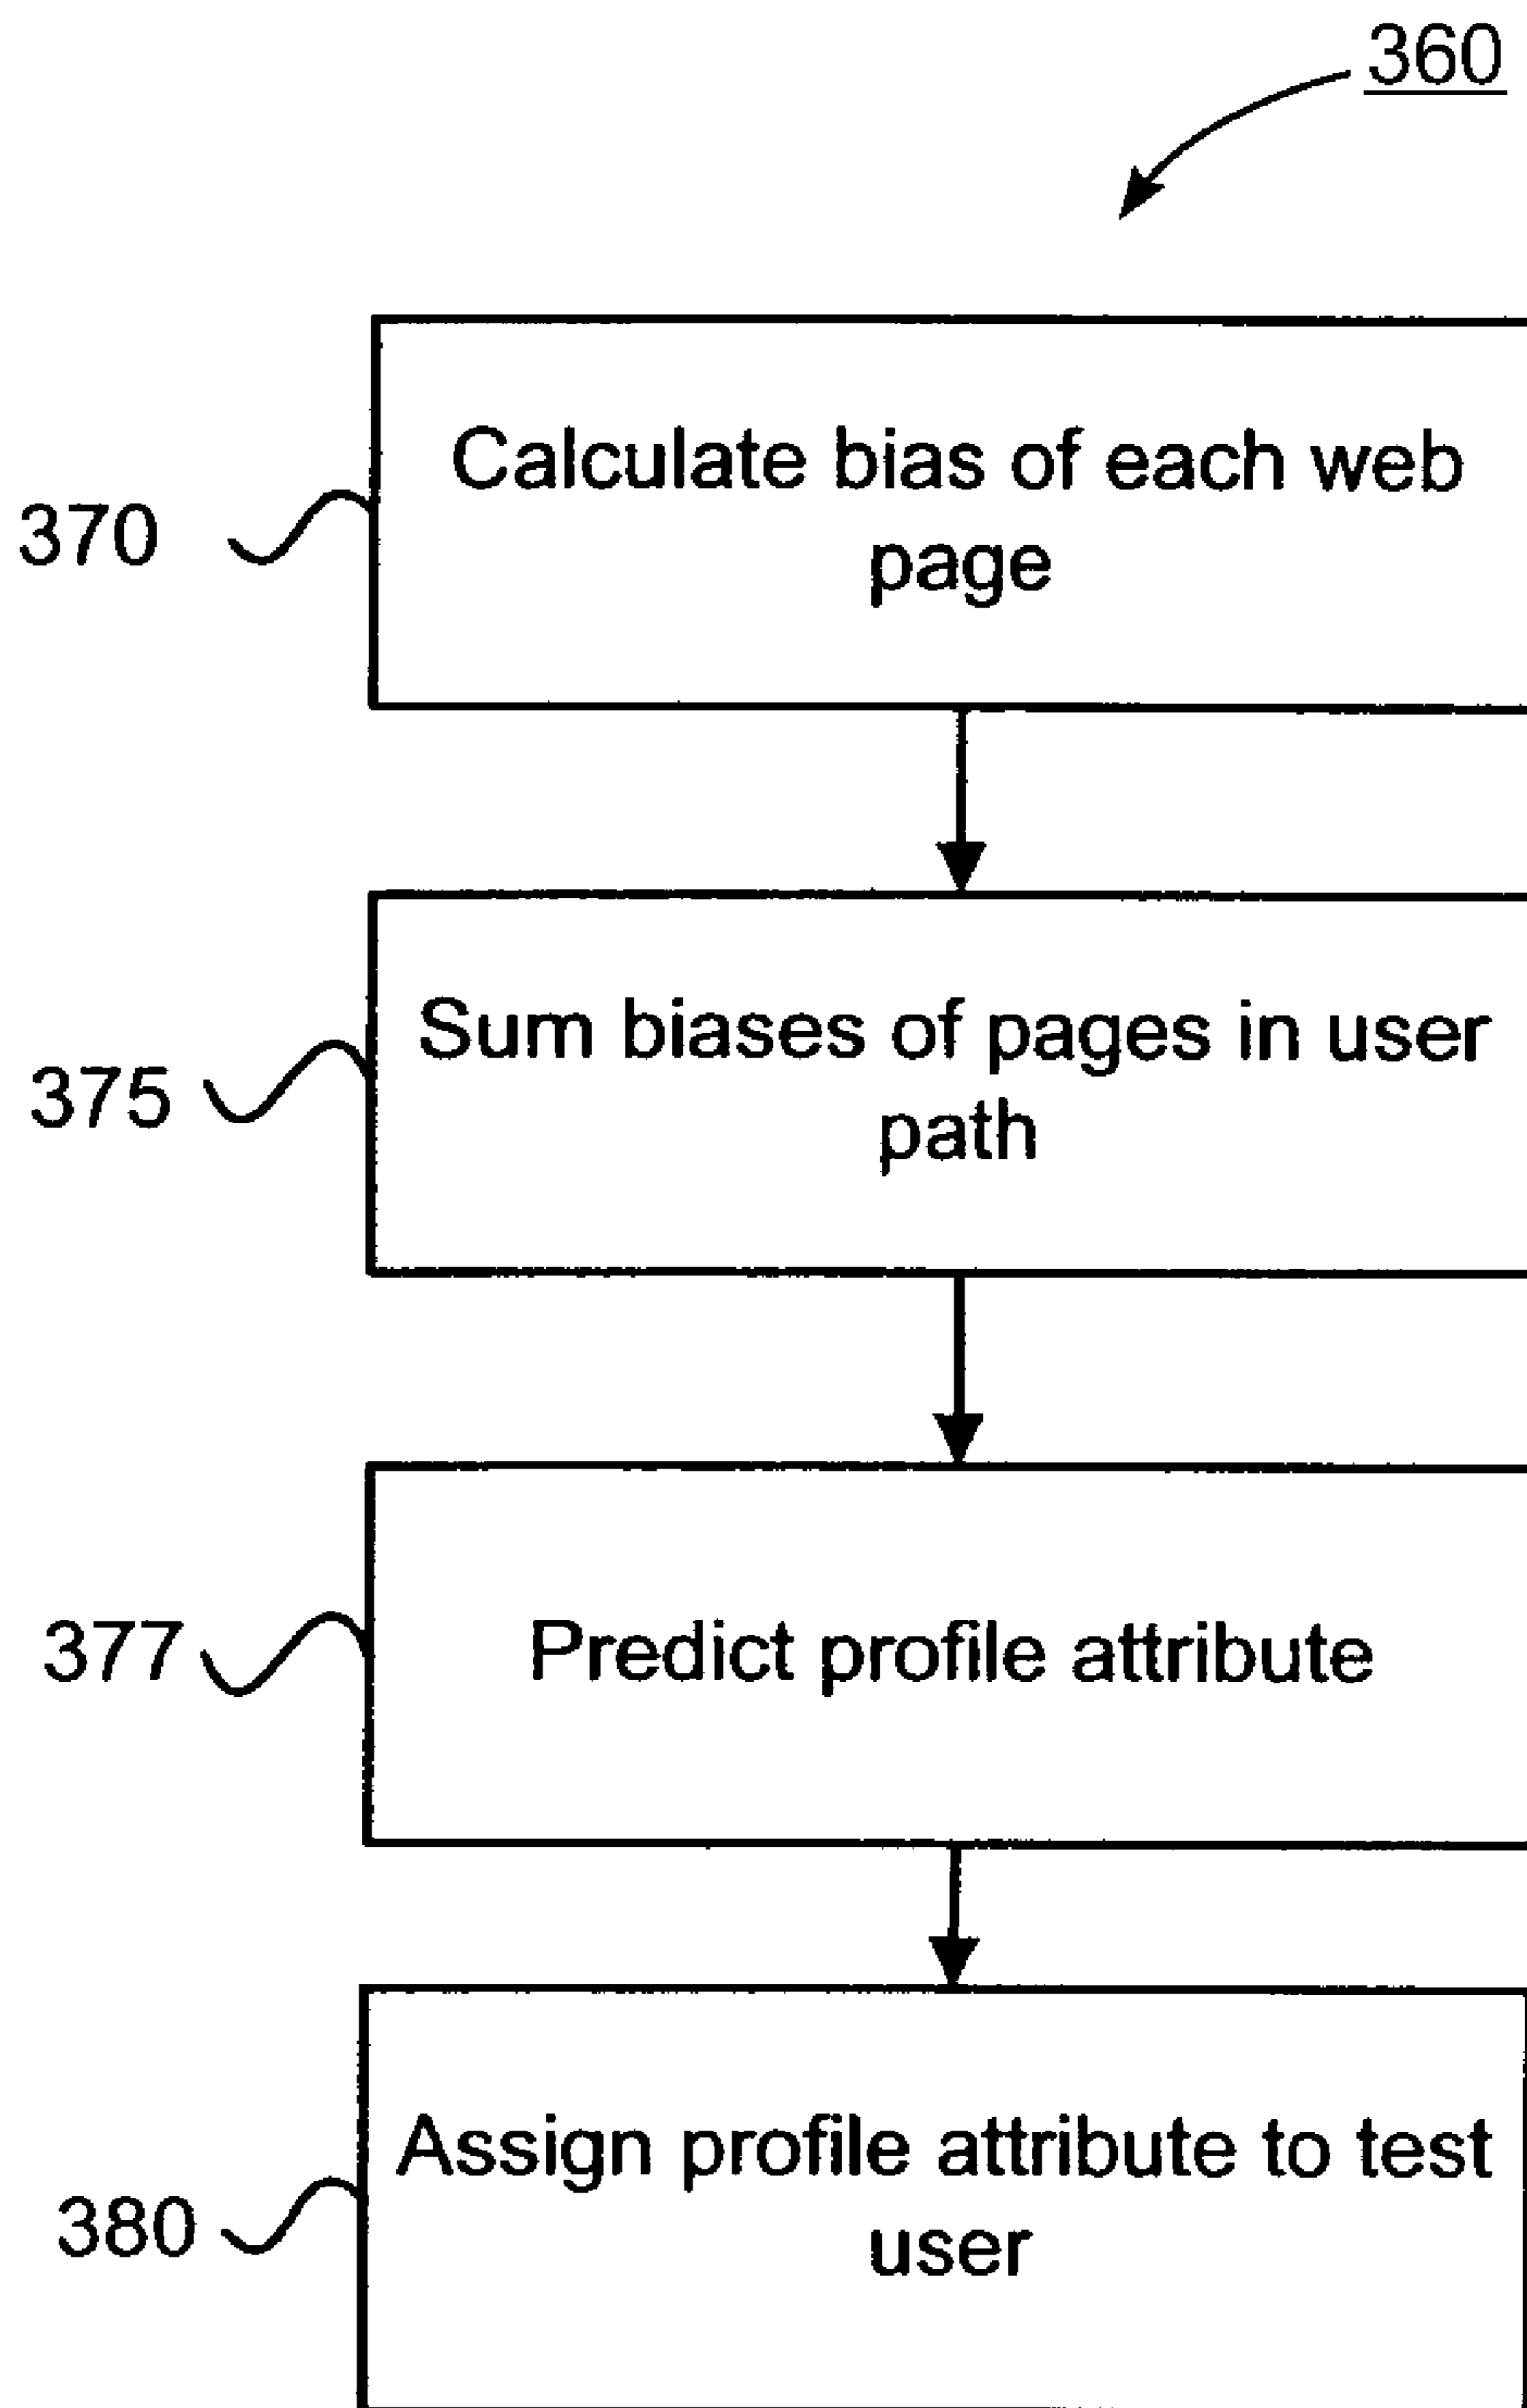 360
Calculate bias of each web
page
370
Sum biases of pages in user
path
375
Predict profile attribute
377
Assign profile attribute to test
user
380